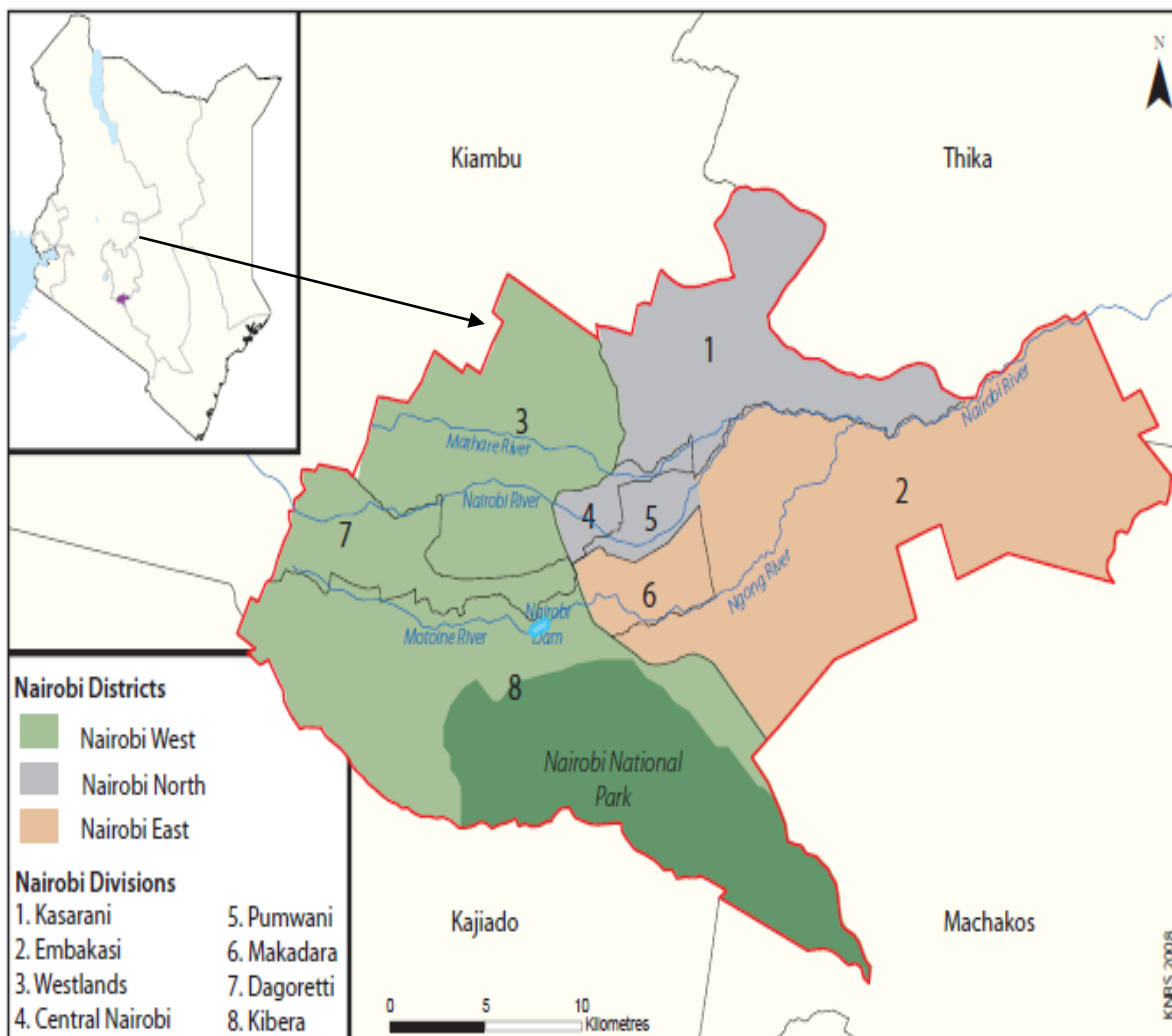 N
Kiambu
Thika
1
3
Mathare River
Nairobi River
Nairobi River
2
4
5
7
6
Ngong River
Nairobi
Dam
Motoine River
8
Nairobi National
Park
Kajiado
Machakos
Nairobi Districts
Nairobi West
Nairobi North
Nairobi East
Nairobi Divisions
1. Kasarani
2. Embakasi
3. Westlands
4. Central Nairobi
5. Pumwani
6. Makadara
7. Dagoretti
8. Kibera
0 5 10
Kilometres
KNBS 2008